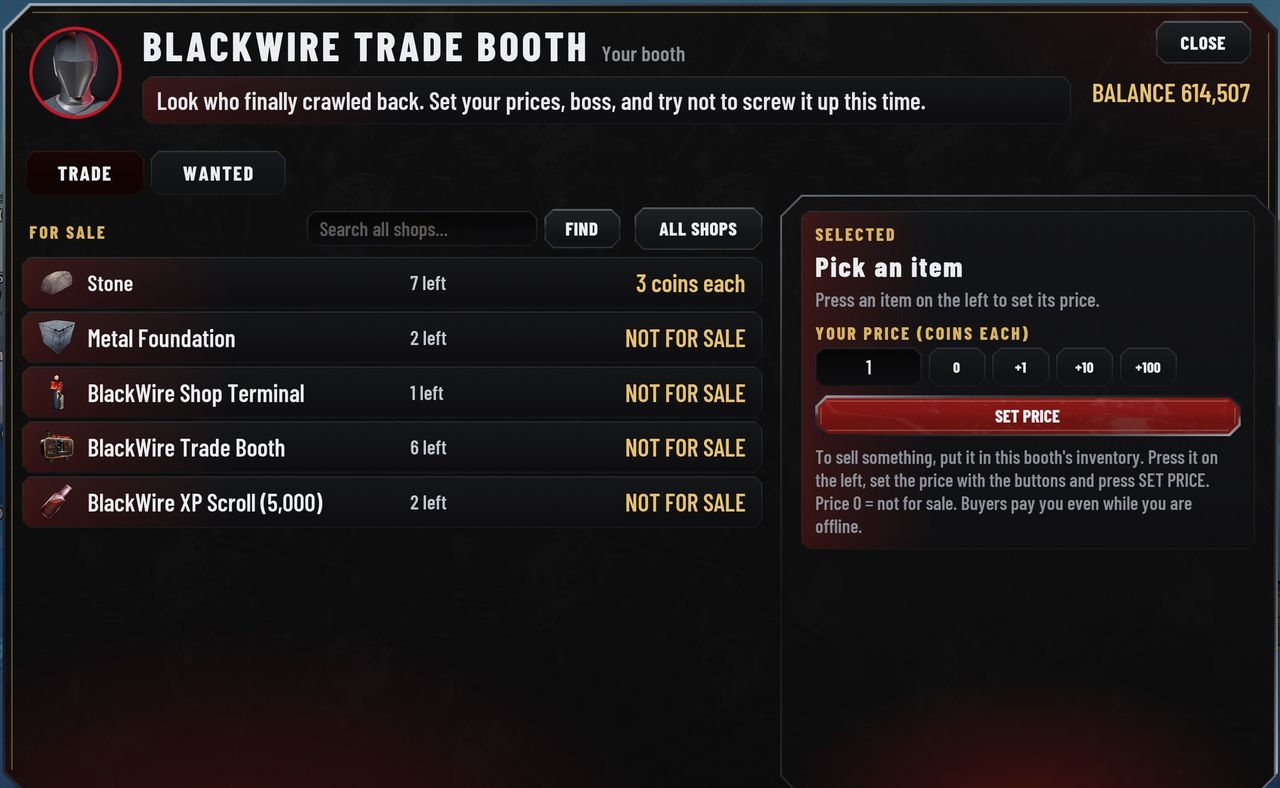 BLACKWIRE TRADE BOOTH Your booth
CLOSE
Look who finally crawled back. Set your prices, boss, and try not to screw it up this time.
BALANCE 614,507
TRADE
WANTED
FOR SALE
Search all shops...
FIND
ALL SHOPS
Stone 7 left 3 coins each
Metal Foundation 2 left NOT FOR SALE
BlackWire Shop Terminal 1 left NOT FOR SALE
BlackWire Trade Booth 6 left NOT FOR SALE
BlackWire XP Scroll (5,000) 2 left NOT FOR SALE
SELECTED
Pick an item
Press an item on the left to set its price.
YOUR PRICE (COINS EACH)
1 0 +1 +10 +100
SET PRICE
To sell something, put it in this booth's inventory. Press it on
the left, set the price with the buttons and press SET PRICE.
Price 0 = not for sale. Buyers pay you even while you are
offline.